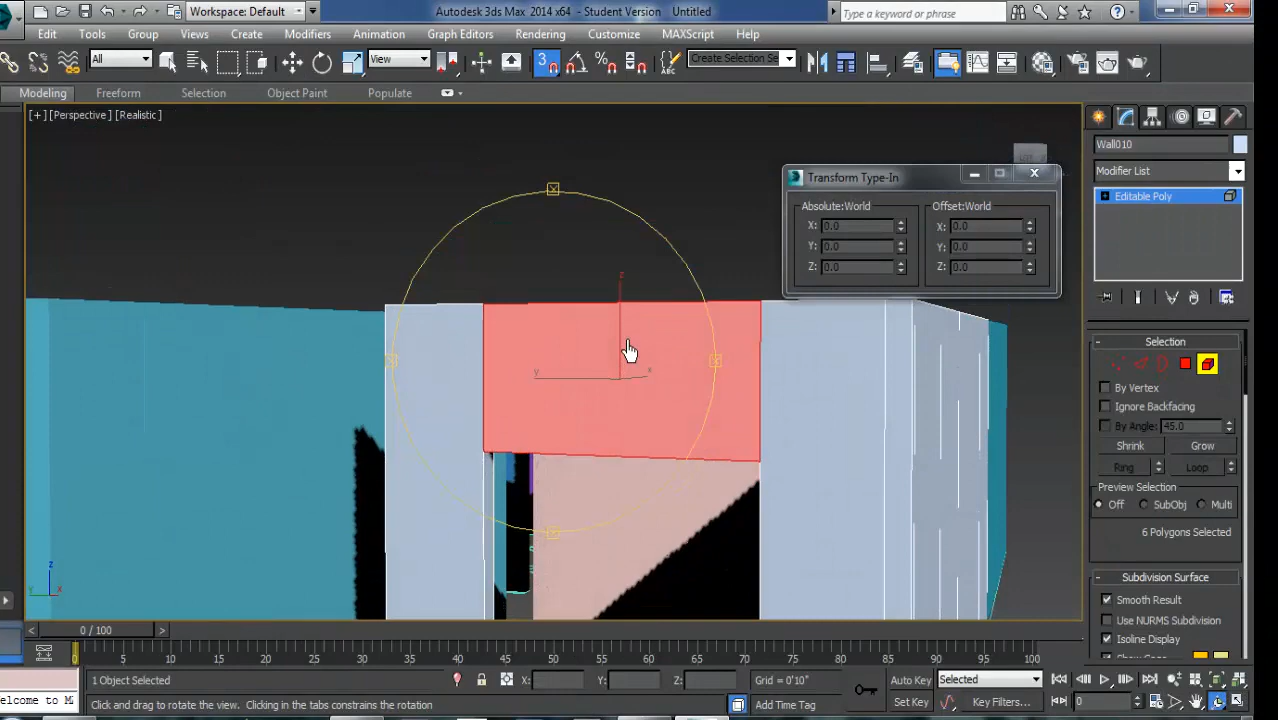 Workspace: Default
Autodesk 3ds Max 2014 x64 - Student Version Untitled
Type a keyword or phrase
Edit Tools Group Views Create Modifiers Animation Graph Editors Rendering Customize MAXScript Help
All
View
3
Create Selection Se
Modeling Freeform Selection Object Paint Populate
[+] [Perspective] [Realistic]
Wall010
Modifier List
Editable Poly
Transform Type-In
Absolute:World Offset:World
X: 0.0 X: 0.0
Y: 0.0 Y: 0.0
Z: 0.0 Z: 0.0
z
y x
Selection
By Vertex
Ignore Backfacing
By Angle: 45.0
Shrink Grow
Ring Loop
Preview Selection
Off SubObj Multi
6 Polygons Selected
Subdivision Surface
Smooth Result
Use NURMS Subdivision
Isoline Display
z
y x
0 / 100
0 5 10 15 20 25 30 35 40 45 50 55 60 65 70 75 80 85 90 95 100
1 Object Selected X: Y: Z: Grid = 0'10" Auto Key Selected
elcome to M
Click and drag to rotate the view. Clicking in the tabs constrains the rotation Add Time Tag Set Key Key Filters... 0